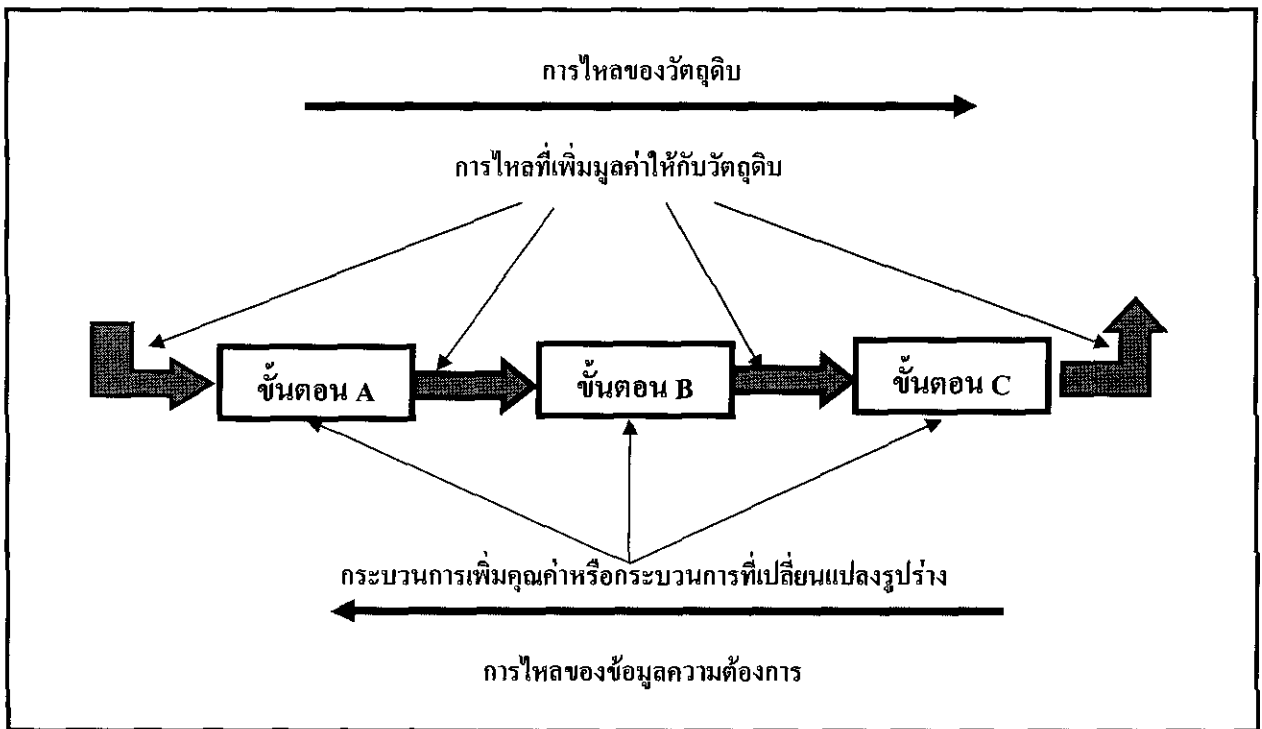 การไหลของวัตถุดิบ
การไหลที่เพิ่มมูลค่าให้กับวัตถุดิบ
ขั้นตอน A
ขั้นตอน B
ขั้นตอน C
กระบวนการเพิ่มคุณค่าหรือกระบวนการที่เปลี่ยนแปลงรูปร่าง
การไหลของข้อมูลความต้องการ